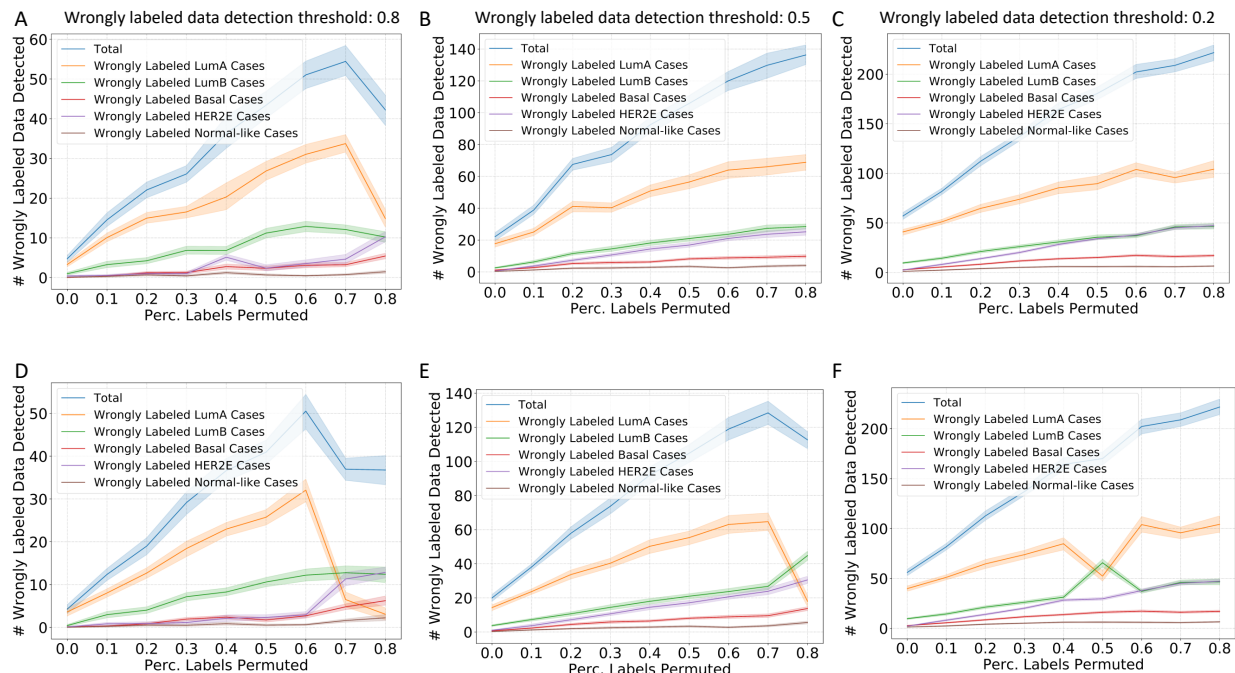 A
Wrongly labeled data detection threshold: 0.8
# Wrongly Labeled Data Detected
60
50
40
30
20
10
0
Total
Wrongly Labeled LumA Cases
Wrongly Labeled LumB Cases
Wrongly Labeled Basal Cases
Wrongly Labeled HER2E Cases
Wrongly Labeled Normal-like Cases
0.0 0.1 0.2 0.3 0.4 0.5 0.6 0.7 0.8
Perc. Labels Permuted
B
Wrongly labeled data detection threshold: 0.5
# Wrongly Labeled Data Detected
140
120
100
80
60
40
20
0
Total
Wrongly Labeled LumA Cases
Wrongly Labeled LumB Cases
Wrongly Labeled Basal Cases
Wrongly Labeled HER2E Cases
Wrongly Labeled Normal-like Cases
0.0 0.1 0.2 0.3 0.4 0.5 0.6 0.7 0.8
Perc. Labels Permuted
C
Wrongly labeled data detection threshold: 0.2
# Wrongly Labeled Data Detected
200
150
100
50
0
Total
Wrongly Labeled LumA Cases
Wrongly Labeled LumB Cases
Wrongly Labeled Basal Cases
Wrongly Labeled HER2E Cases
Wrongly Labeled Normal-like Cases
0.0 0.1 0.2 0.3 0.4 0.5 0.6 0.7 0.8
Perc. Labels Permuted
D
# Wrongly Labeled Data Detected
50
40
30
20
10
0
Total
Wrongly Labeled LumA Cases
Wrongly Labeled LumB Cases
Wrongly Labeled Basal Cases
Wrongly Labeled HER2E Cases
Wrongly Labeled Normal-like Cases
0.0 0.1 0.2 0.3 0.4 0.5 0.6 0.7 0.8
Perc. Labels Permuted
E
# Wrongly Labeled Data Detected
140
120
100
80
60
40
20
0
Total
Wrongly Labeled LumA Cases
Wrongly Labeled LumB Cases
Wrongly Labeled Basal Cases
Wrongly Labeled HER2E Cases
Wrongly Labeled Normal-like Cases
0.0 0.1 0.2 0.3 0.4 0.5 0.6 0.7 0.8
Perc. Labels Permuted
F
# Wrongly Labeled Data Detected
200
150
100
50
0
Total
Wrongly Labeled LumA Cases
Wrongly Labeled LumB Cases
Wrongly Labeled Basal Cases
Wrongly Labeled HER2E Cases
Wrongly Labeled Normal-like Cases
0.0 0.1 0.2 0.3 0.4 0.5 0.6 0.7 0.8
Perc. Labels Permuted